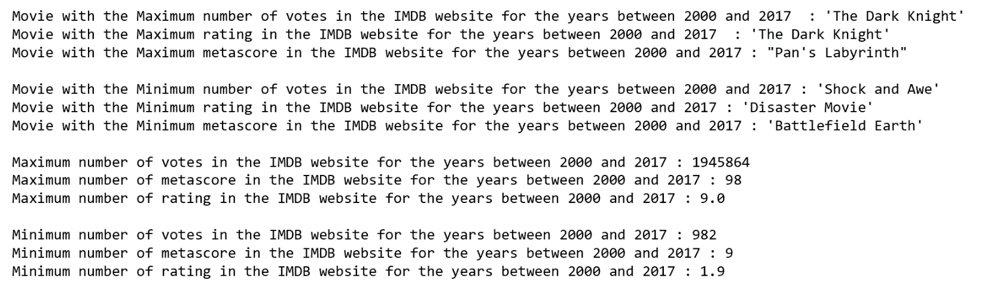 Movie with the Maximum number of votes in the IMDB website for the years between 2000 and 2017  : 'The Dark Knight'
Movie with the Maximum rating in the IMDB website for the years between 2000 and 2017  : 'The Dark Knight'
Movie with the Maximum metascore in the IMDB website for the years between 2000 and 2017 : "Pan's Labyrinth"
Movie with the Minimum number of votes in the IMDB website for the years between 2000 and 2017 : 'Shock and Awe'
Movie with the Minimum rating in the IMDB website for the years between 2000 and 2017 : 'Disaster Movie'
Movie with the Minimum metascore in the IMDB website for the years between 2000 and 2017 : 'Battlefield Earth'
Maximum number of votes in the IMDB website for the years between 2000 and 2017 : 1945864
Maximum number of metascore in the IMDB website for the years between 2000 and 2017 : 98
Maximum number of rating in the IMDB website for the years between 2000 and 2017 : 9.0
Minimum number of votes in the IMDB website for the years between 2000 and 2017 : 982
Minimum number of metascore in the IMDB website for the years between 2000 and 2017 : 9
Minimum number of rating in the IMDB website for the years between 2000 and 2017 : 1.9